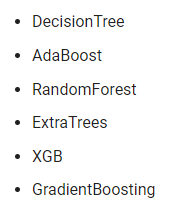 • DecisionTree
• AdaBoost
• RandomForest
• ExtraTrees
• XGB
• GradientBoosting